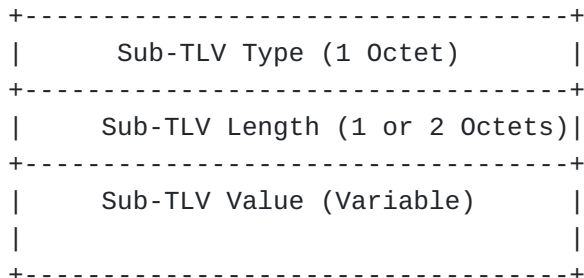 Sub-TLV Type (1 Octet)
Sub-TLV Length (1 or 2 Octets)
Sub-TLV Value (Variable)